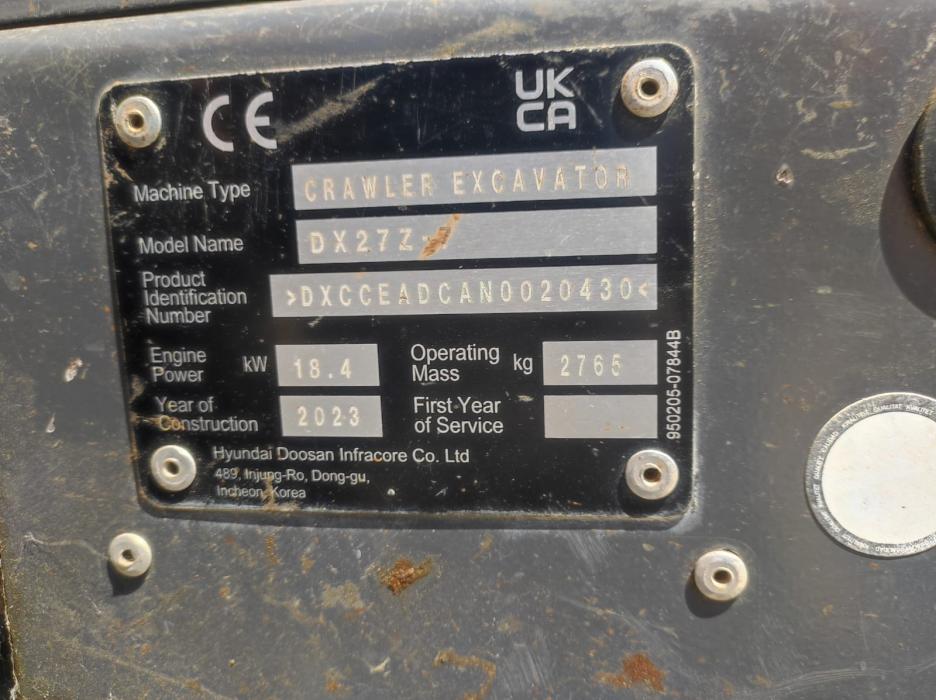 CE
UK
CA
Machine Type CRAWLER EXCAVATOR
Model Name DX27Z-
Product
Identification
Number
>DXCCEADCAN0020430<
Engine
Power
kW 18.4
Operating
Mass
kg 2765
Year of
Construction
2023
First Year
of Service
950205-07844B
Hyundai Doosan Infracore Co. Ltd
489, Injung-Ro, Dong-gu,
Incheon, Korea